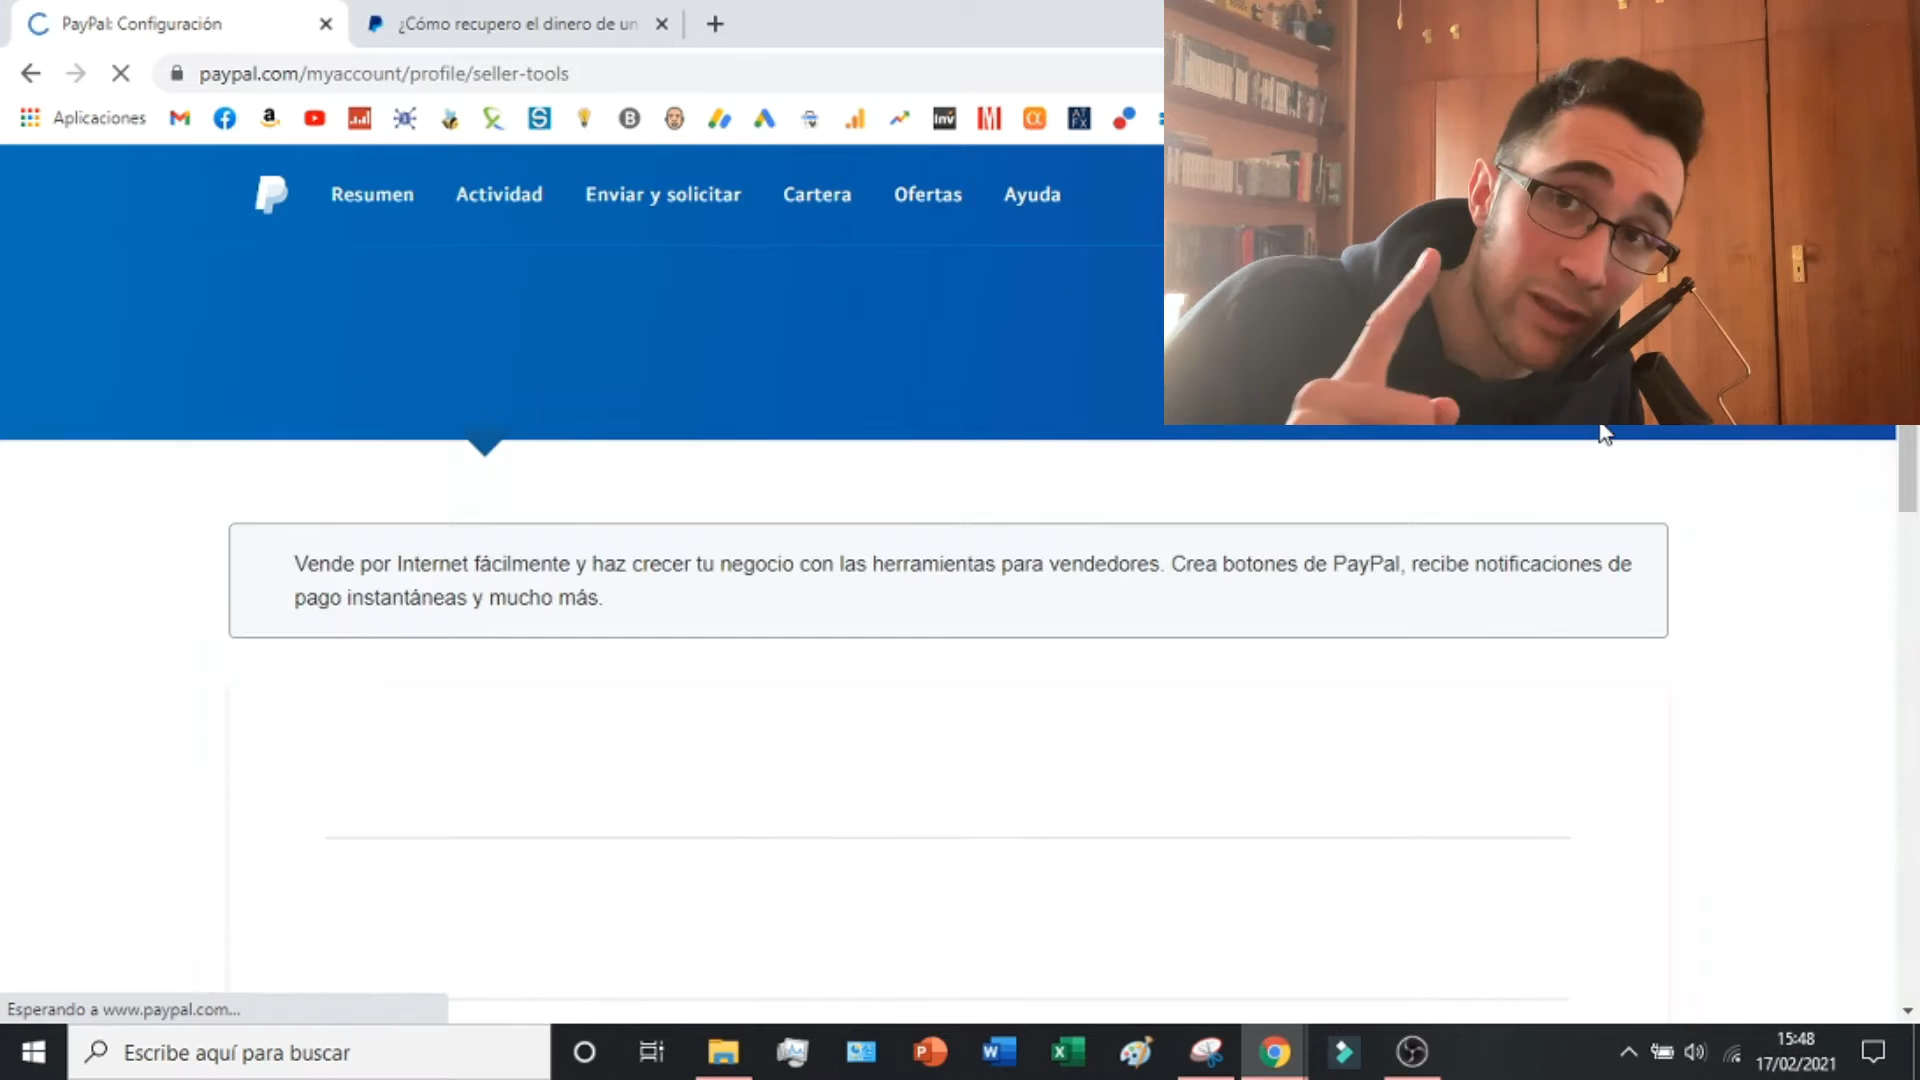 PayPal: Configuración
¿Cómo recupero el dinero de un
paypal.com/myaccount/profile/seller-tools
Aplicaciones
Resumen
Actividad
Enviar y solicitar
Cartera
Ofertas
Ayuda
Vende por Internet fácilmente y haz crecer tu negocio con las herramientas para vendedores. Crea botones de PayPal, recibe notificaciones de
pago instantáneas y mucho más.
Esperando a www.paypal.com...
Escribe aquí para buscar
15:48
17/02/2021